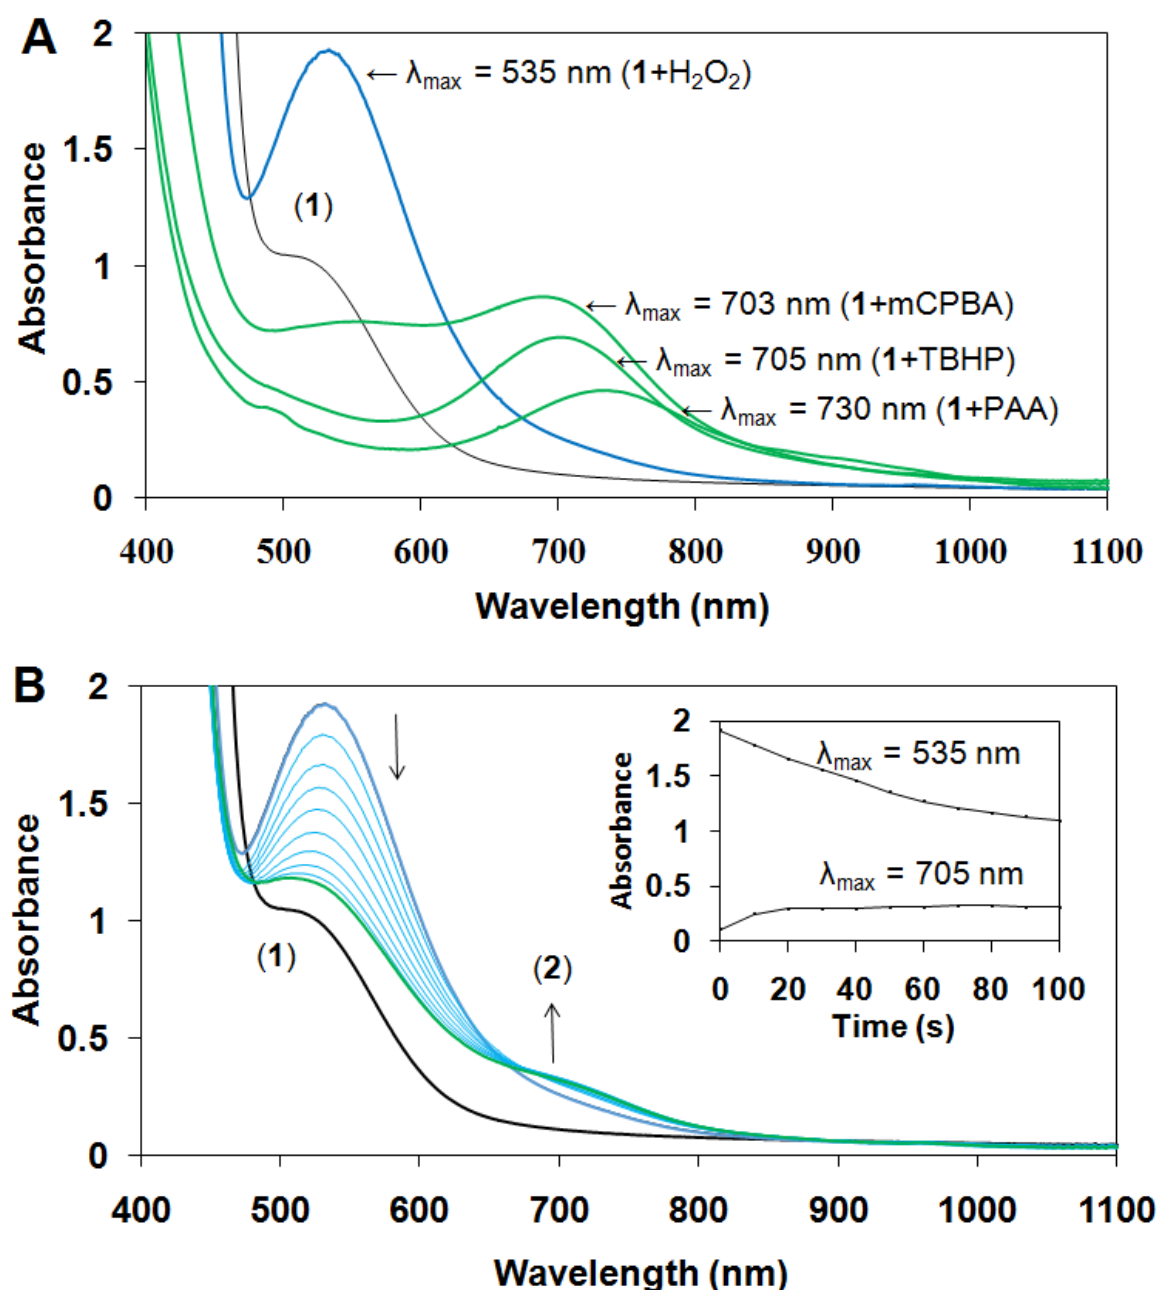 A
2
1.5
1
0.5
0
Absorbance
← λmax = 535 nm (1+H2O2)
(1)
← λmax = 703 nm (1+mCPBA)
← λmax = 705 nm (1+TBHP)
← λmax = 730 nm (1+PAA)
400 500 600 700 800 900 1000 1100
Wavelength (nm)
B
2
1.5
1
0.5
0
Absorbance
(1)
(2)
2
1.5
1
0.5
0
Absorbance
λmax = 535 nm
λmax = 705 nm
0 20 40 60 80 100
Time (s)
400 500 600 700 800 900 1000 1100
Wavelength (nm)